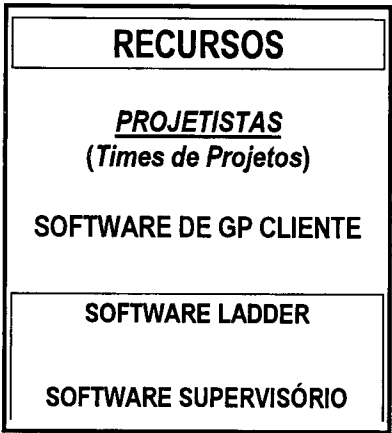 RECURSOS
PROJETISTAS
(Times de Projetos)
SOFTWARE DE GP CLIENTE
SOFTWARE LADDER
SOFTWARE SUPERVISÓRIO